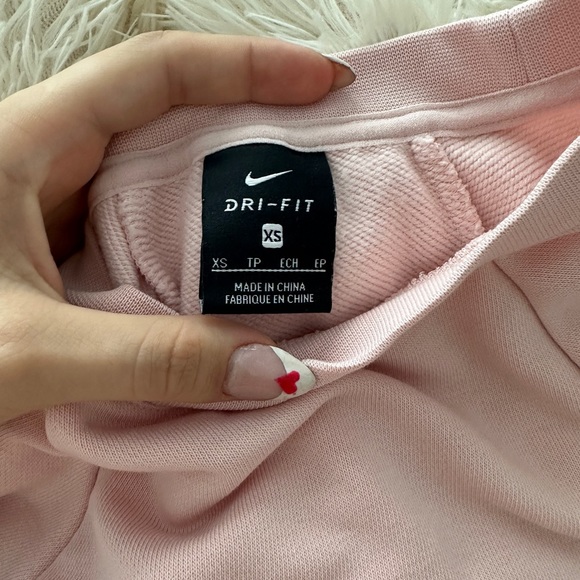 DRI-FIT
XS
XS TP ECH EP
MADE IN CHINA
FABRIQUE EN CHINE